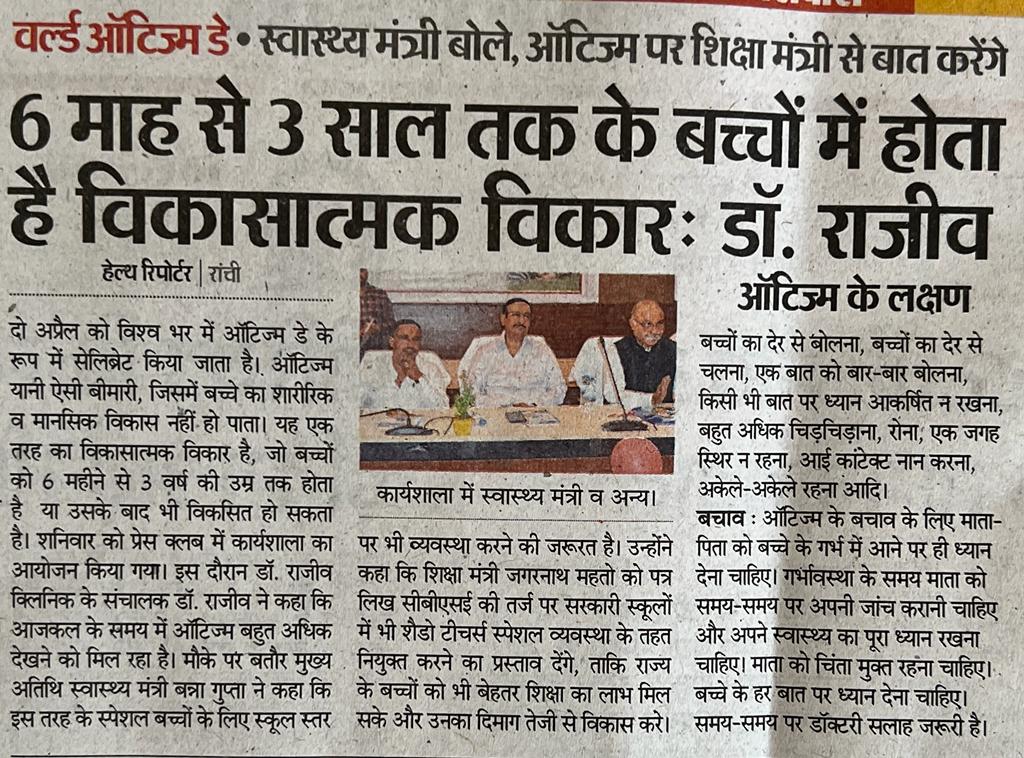 वर्ल्ड ऑटिज्म डे • स्वास्थ्य मंत्री बोले, ऑटिज्म पर शिक्षा मंत्री से बात करेंगे
6 माह से 3 साल तक के बच्चों में होता
है विकासात्मक विकार: डॉ. राजीव
हेल्थ रिपोर्टर | रांची
दो अप्रैल को विश्व भर में ऑटिज्म डे के
रूप में सेलिब्रेट किया जाता है। ऑटिज्म
यानी ऐसी बीमारी, जिसमें बच्चे का शारीरिक
व मानसिक विकास नहीं हो पाता। यह एक
तरह का विकासात्मक विकार है, जो बच्चों
को 6 महीने से 3 वर्ष की उम्र तक होता
है या उसके बाद भी विकसित हो सकता
है। शनिवार को प्रेस क्लब में कार्यशाला का
आयोजन किया गया। इस दौरान डॉ. राजीव
क्लिनिक के संचालक डॉ. राजीव ने कहा कि
आजकल के समय में ऑटिज्म बहुत अधिक
देखने को मिल रहा है। मौके पर बतौर मुख्य
अतिथि स्वास्थ्य मंत्री बन्ना गुप्ता ने कहा कि
इस तरह के स्पेशल बच्चों के लिए स्कूल स्तर
कार्यशाला में स्वास्थ्य मंत्री व अन्य।
पर भी व्यवस्था करने की जरूरत है। उन्होंने
कहा कि शिक्षा मंत्री जगरनाथ महतो को पत्र
लिख सीबीएसई की तर्ज पर सरकारी स्कूलों
में भी शैडो टीचर्स स्पेशल व्यवस्था के तहत
नियुक्त करने का प्रस्ताव देंगे, ताकि राज्य
के बच्चों को भी बेहतर शिक्षा का लाभ मिल
सके और उनका दिमाग तेजी से विकास करे।
ऑटिज्म के लक्षण
बच्चों का देर से बोलना, बच्चों का देर से
चलना, एक बात को बार-बार बोलना,
किसी भी बात पर ध्यान आकर्षित न रखना,
बहुत अधिक चिड़चिड़ाना, रोना, एक जगह
स्थिर न रहना, आई कांटेक्ट नान करना,
अकेले-अकेले रहना आदि।
बचाव : ऑटिज्म के बचाव के लिए माता-
पिता को बच्चे के गर्भ में आने पर ही ध्यान
देना चाहिए। गर्भावस्था के समय माता को
समय-समय पर अपनी जांच करानी चाहिए
और अपने स्वास्थ्य का पूरा ध्यान रखना
चाहिए। माता को चिंता मुक्त रहना चाहिए।
बच्चे के हर बात पर ध्यान देना चाहिए।
समय-समय पर डॉक्टरी सलाह जरूरी है।